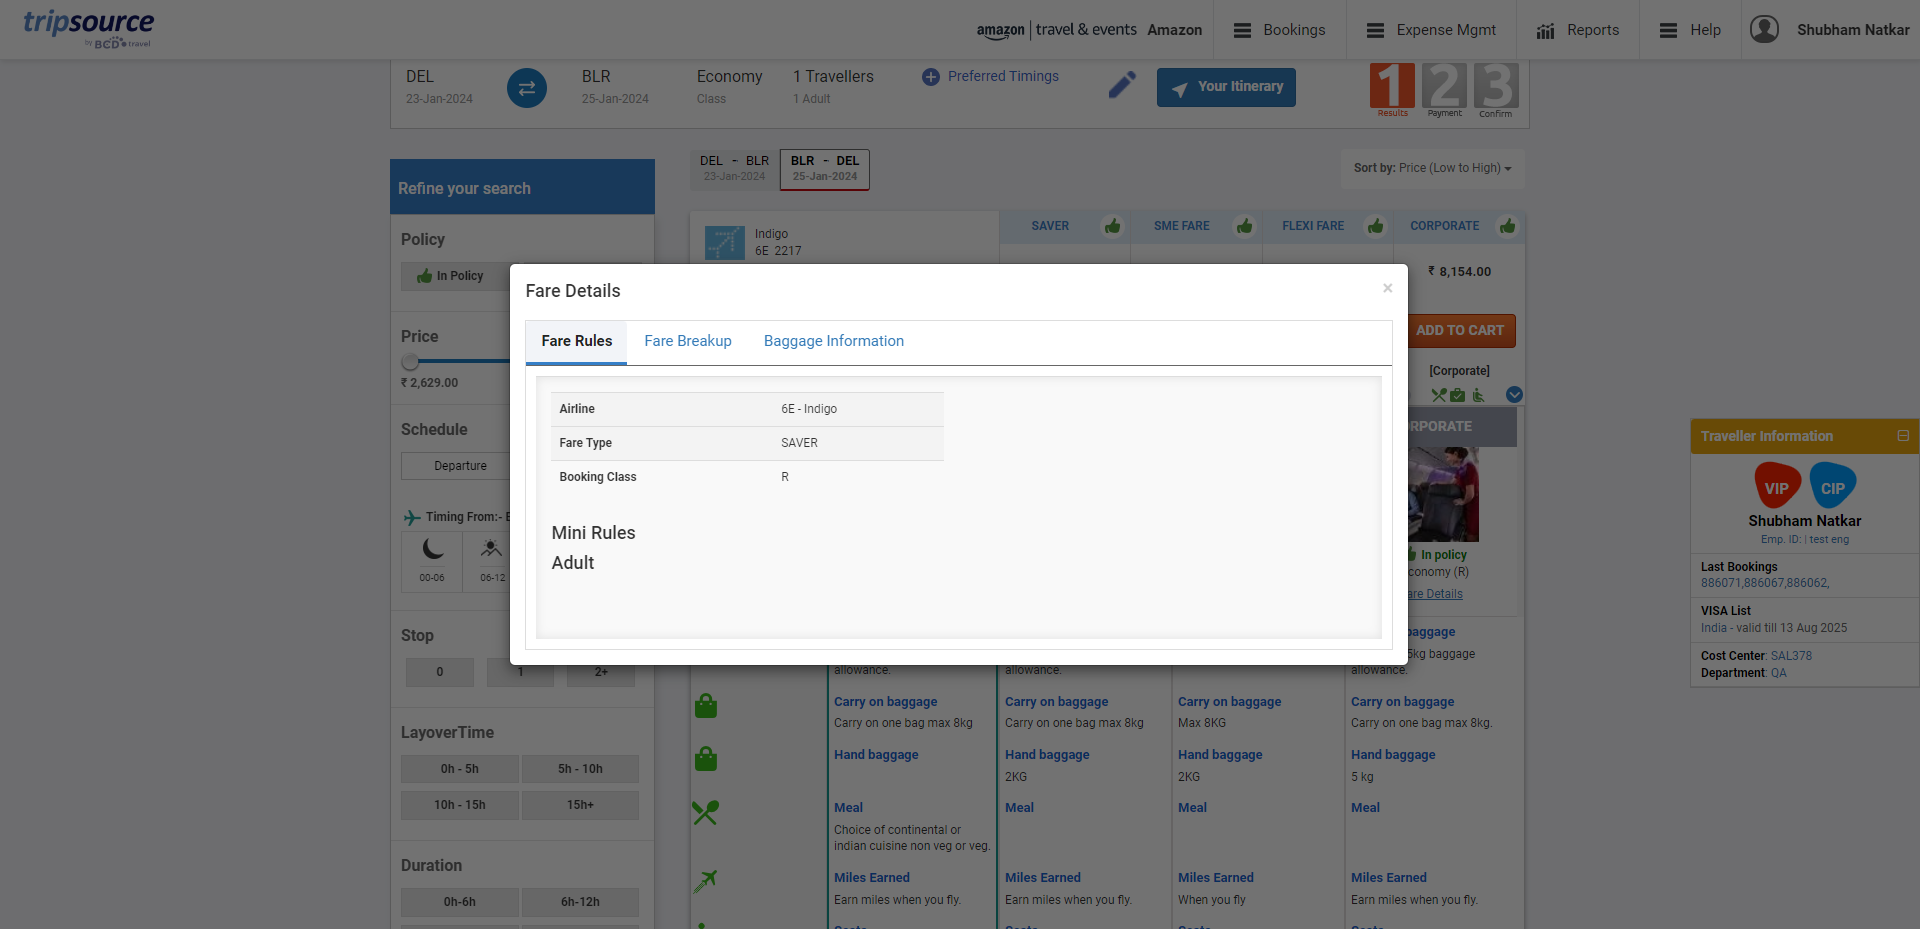 tripsource
by BCD travel
amazon | travel & events Amazon
Bookings
Expense Mgmt
Reports
Help
Shubham Natkar
DEL
23-Jan-2024
BLR
25-Jan-2024
Economy
Class
1 Travellers
1 Adult
Preferred Timings
Your Itinerary
1 Results
2 Payment
3 Confirm
DEL - BLR
23-Jan-2024
BLR - DEL
25-Jan-2024
Sort by: Price (Low to High)
Refine your search
Policy
In Policy
Price
₹ 2,629.00
Schedule
Departure
Timing From:-
00-06
06-12
Stop
0
1
2+
LayoverTime
0h - 5h
5h - 10h
10h - 15h
15h+
Duration
0h-6h
6h-12h
Indigo
6E 2217
SAVER
SME FARE
FLEXI FARE
CORPORATE
₹ 8,154.00
ADD TO CART
[Corporate]
Fare Details
×
Fare Rules
Fare Breakup
Baggage Information
Airline 6E - Indigo
Fare Type SAVER
Booking Class R
Mini Rules
Adult
RPORATE
In policy
conomy (R)
are Details
baggage
5kg baggage
allowance.
allowance.
allowance.
Carry on baggage
Carry on one bag max 8kg
Carry on baggage
Carry on one bag max 8kg
Carry on baggage
Max 8KG
Carry on baggage
Carry on one bag max 8kg.
Hand baggage
Hand baggage
2KG
Hand baggage
2KG
Hand baggage
5 kg
Meal
Choice of continental or
indian cuisine non veg or veg.
Meal
Meal
Meal
Miles Earned
Earn miles when you fly.
Miles Earned
Earn miles when you fly.
Miles Earned
When you fly
Miles Earned
Earn miles when you fly.
Traveller Information
VIP
CIP
Shubham Natkar
Emp. ID: | test eng
Last Bookings
886071,886067,886062,
VISA List
India - valid till 13 Aug 2025
Cost Center: SAL378
Department: QA